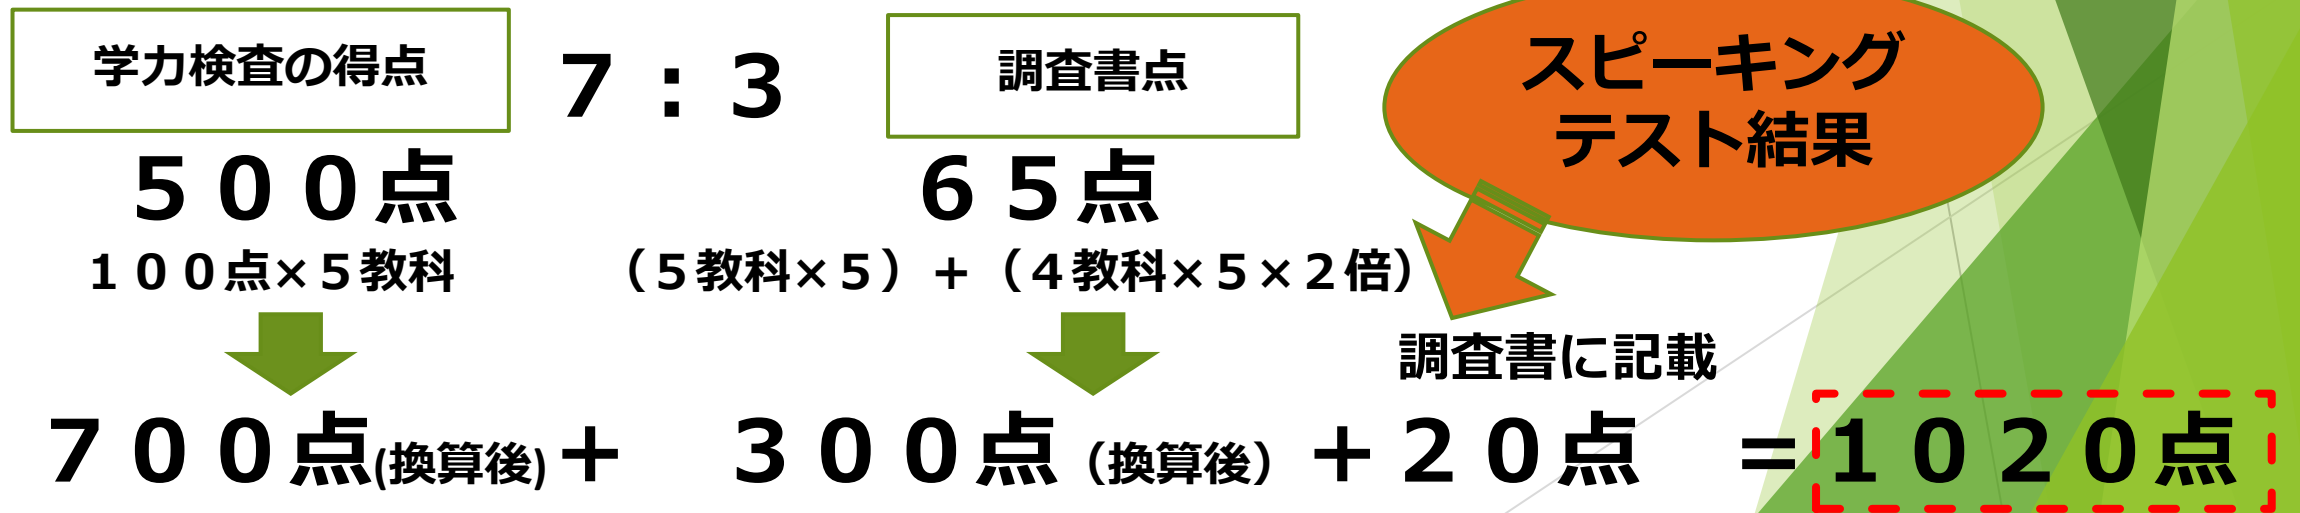 学力検査の得点
７：３
調査書点
スピーキング
テスト結果
５００点
６５点
１００点×５教科
（５教科×５）＋（４教科×５×２倍）
調査書に記載
７００点(換算後)＋　３００点（換算後）＋２０点　＝１０２０点